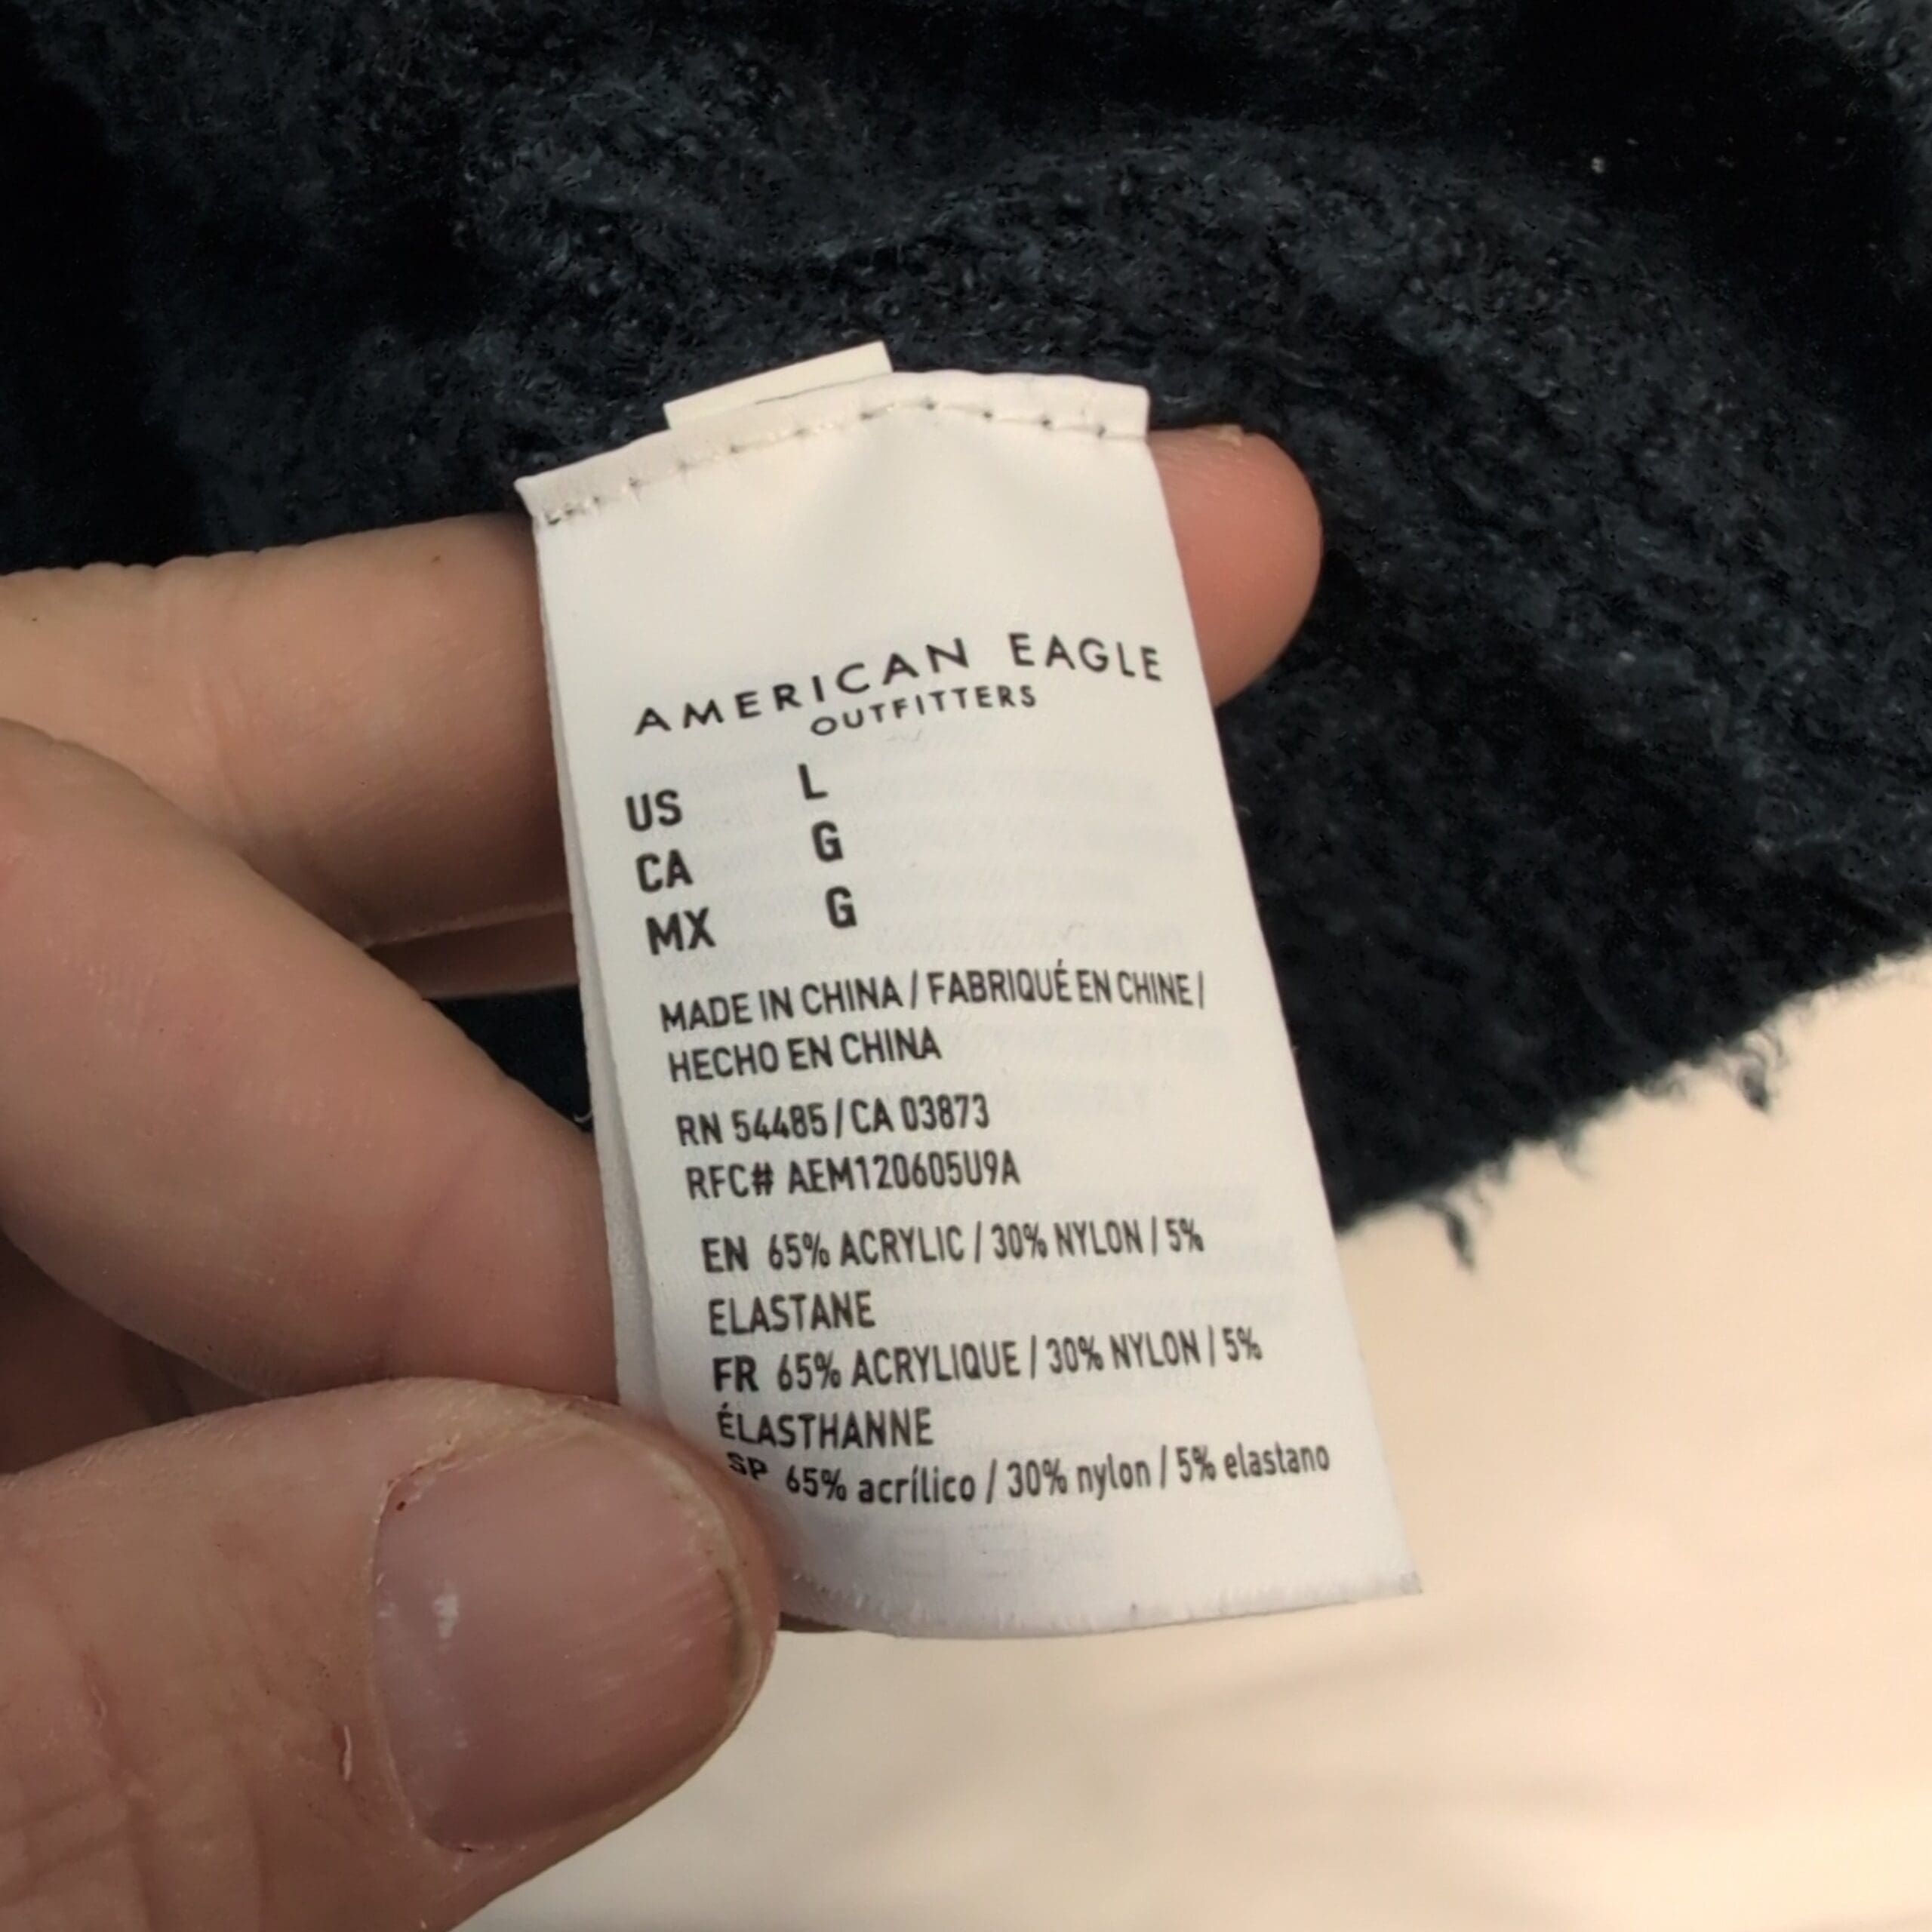 AMERICAN EAGLE
OUTFITTERS
US L
CA G
MX G
MADE IN CHINA / FABRIQUÉ EN CHINE /
HECHO EN CHINA
RN 54485 / CA 03873
RFC# AEM120605U9A
EN 65% ACRYLIC / 30% NYLON / 5%
ELASTANE
FR 65% ACRYLIQUE / 30% NYLON / 5%
ÉLASTHANNE
SP 65% acrílico / 30% nylon / 5% elastano